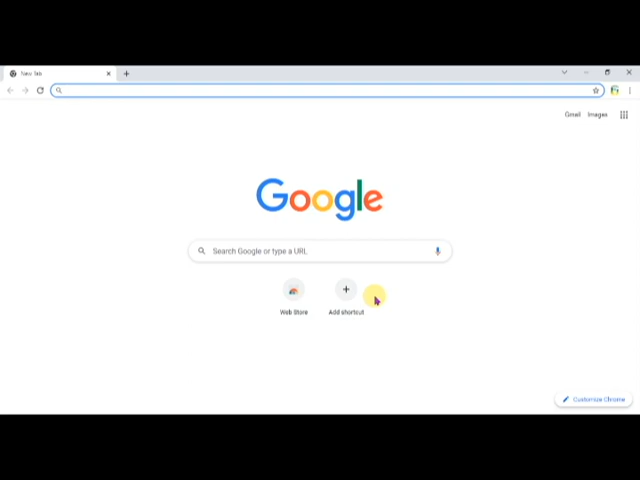 New Tab
Gmail Images
Google
Search Google or type a URL
Web Store Add shortcut
Customize Chrome